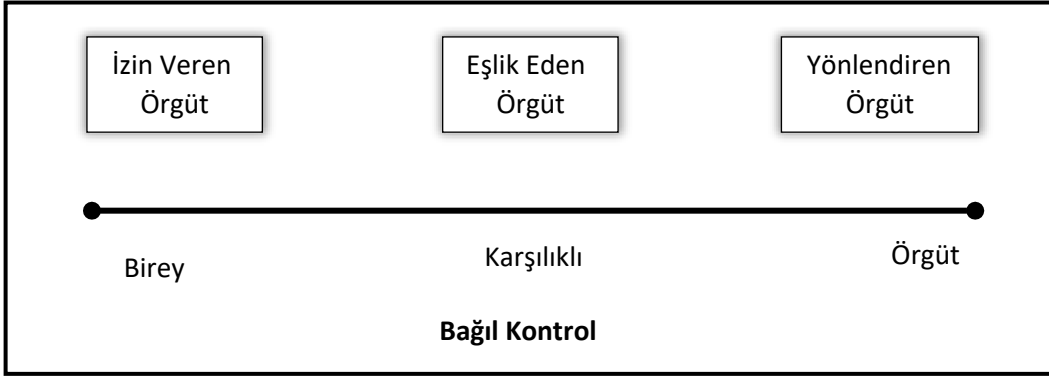 İzin Veren
Örgüt
Eşlik Eden
Örgüt
Yönlendiren
Örgüt
Birey
Karşılıklı
Örgüt
Bağıl Kontrol